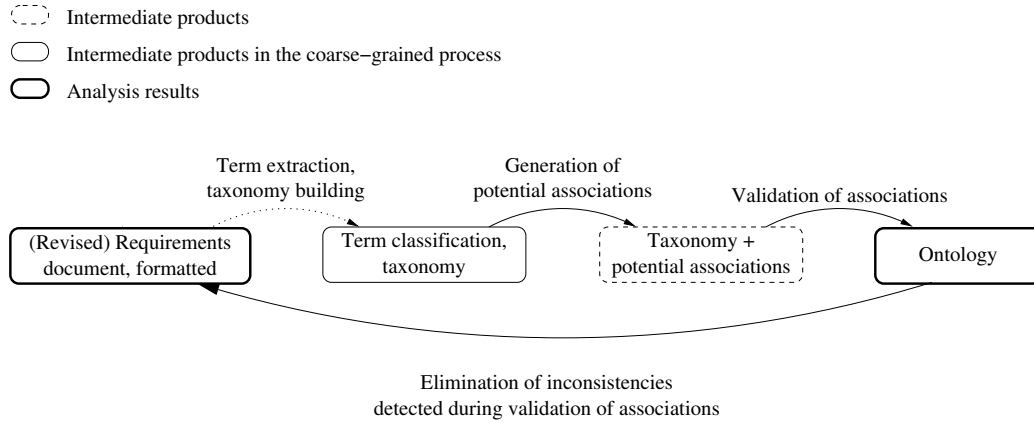 Intermediate products
Intermediate products in the coarse−grained process
Analysis results
Term extraction,
taxonomy building
Generation of
potential associations
Validation of associations
(Revised) Requirements
document, formatted
Term classification,
taxonomy
Taxonomy +
potential associations
Ontology
Elimination of inconsistencies
detected during validation of associations